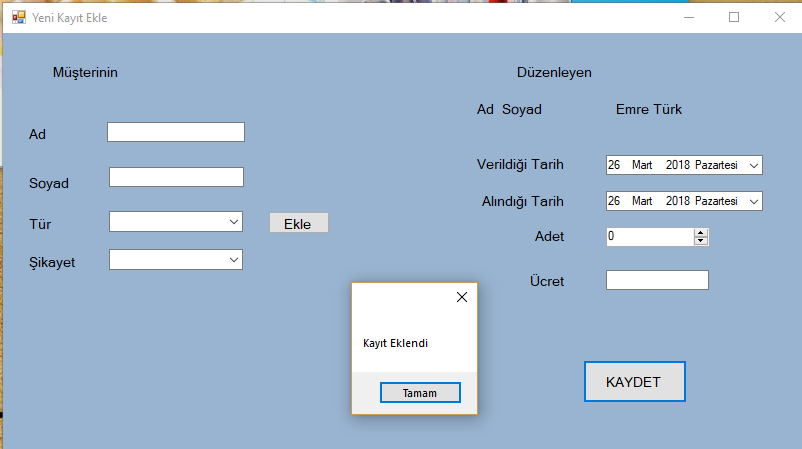 Yeni Kayıt Ekle
Müşterinin
Düzenleyen
Ad Soyad
Emre Türk
Ad
Soyad
Verildiği Tarih
26 Mart 2018 Pazartesi
Alındığı Tarih
26 Mart 2018 Pazartesi
Tür
Ekle
Adet
0
Şikayet
Ücret
Kayıt Eklendi
Tamam
KAYDET